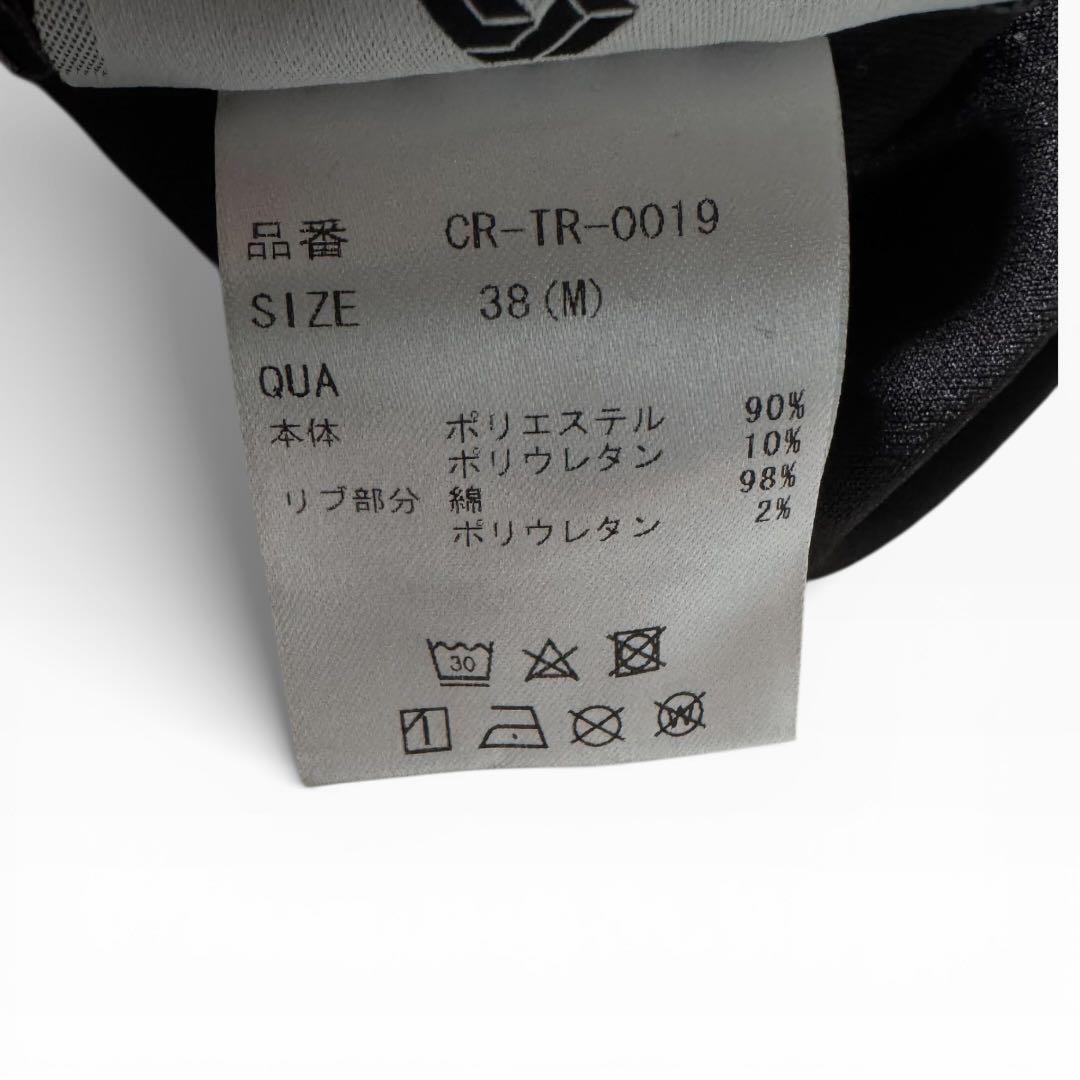 品番 CR-TR-0019
SIZE 38(M)
QUA
本体 ポリエステル 90%
ポリウレタン 10%
リブ部分 綿 98%
ポリウレタン 2%
30
W